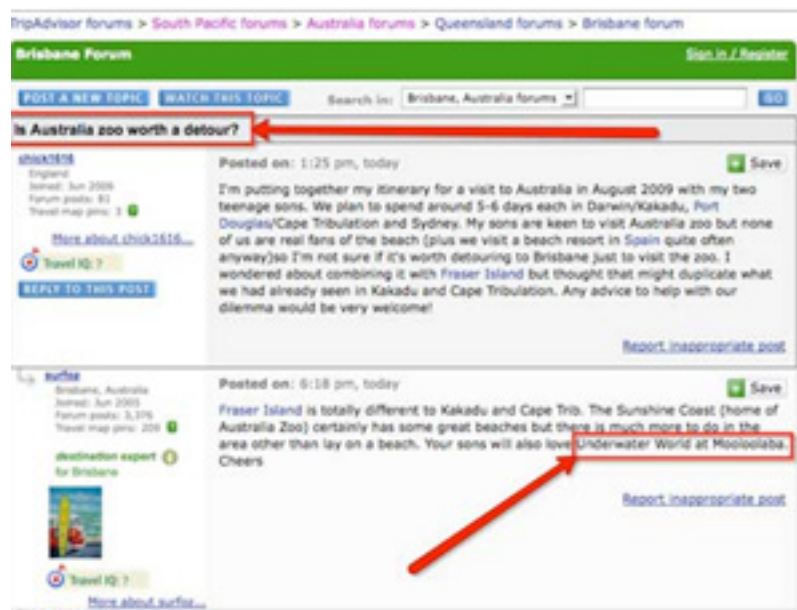 TripAdvisor forums > South Pacific forums > Australia forums > Queensland forums > Brisbane forum
Brisbane Forum
Sign in / Register
POST A NEW TOPIC
WATCH THIS TOPIC
Search in:
Brisbane, Australia forums
GO
Is Australia zoo worth a detour?
chick1616
England
Joined: Jun 2006
Forum posts: 81
Travel map pins: 3
More about chick1616...
Travel IQ: ?
REPLY TO THIS POST
Posted on: 1:25 pm, today
Save
I'm putting together my itinerary for a visit to Australia in August 2009 with my two
teenage sons. We plan to spend around 5-6 days each in Darwin/Kakadu, Port
Douglas/Cape Tribulation and Sydney. My sons are keen to visit Australia zoo but none
of us are real fans of the beach (plus we visit a beach resort in Spain quite often
anyway)so I'm not sure if it's worth detouring to Brisbane just to visit the zoo. I
wondered about combining it with Fraser Island but thought that might duplicate what
we had already seen in Kakadu and Cape Tribulation. Any advice to help with our
dilemma would be very welcome!
Report inappropriate post
surfoz
Brisbane, Australia
Joined: Jun 2005
Forum posts: 3,376
Travel map pins: 209
destination expert
for Brisbane
Travel IQ: ?
More about surfoz...
Posted on: 6:18 pm, today
Save
Fraser Island is totally different to Kakadu and Cape Trib. The Sunshine Coast (home of
Australia Zoo) certainly has some great beaches but there is much more to do in the
area other than lay on a beach. Your sons will also love Underwater World at Mooloolaba.
Cheers
Report inappropriate post